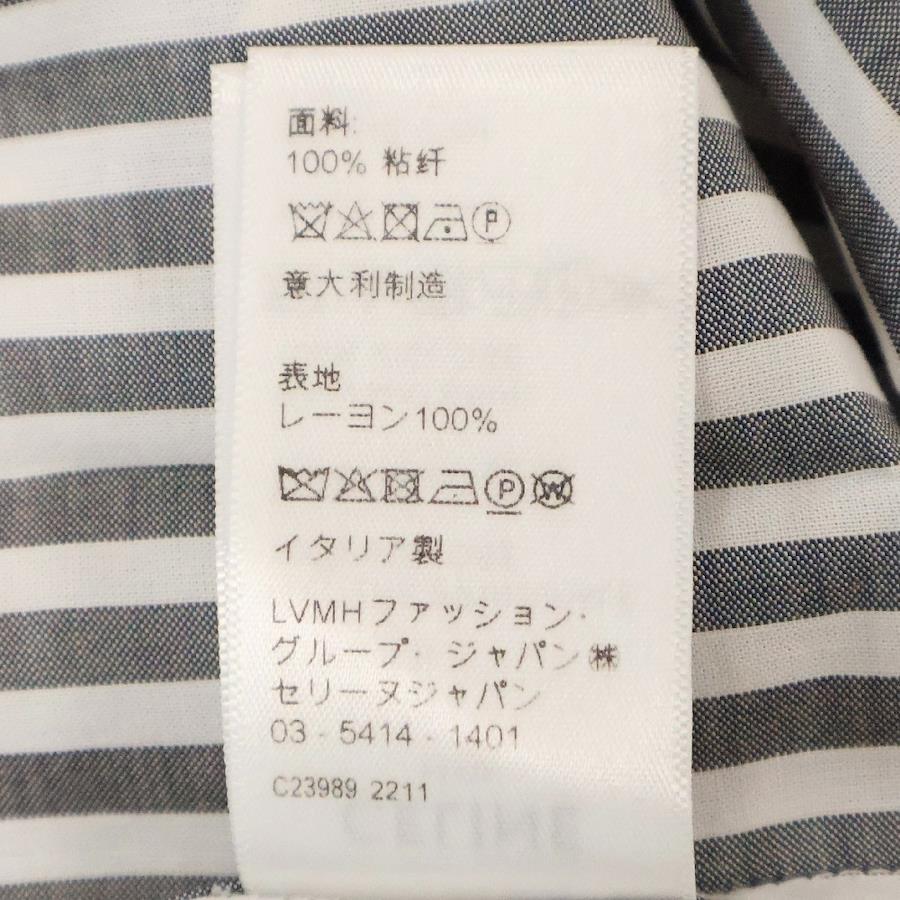 面料:
100% 粘纤
P
意大利制造
表地
レーヨン100%
P W
イタリア製
LVMHファッション・
グループ・ジャパン㈱
セリーヌジャパン
03 - 5414 - 1401
C23989 2211
CELINE